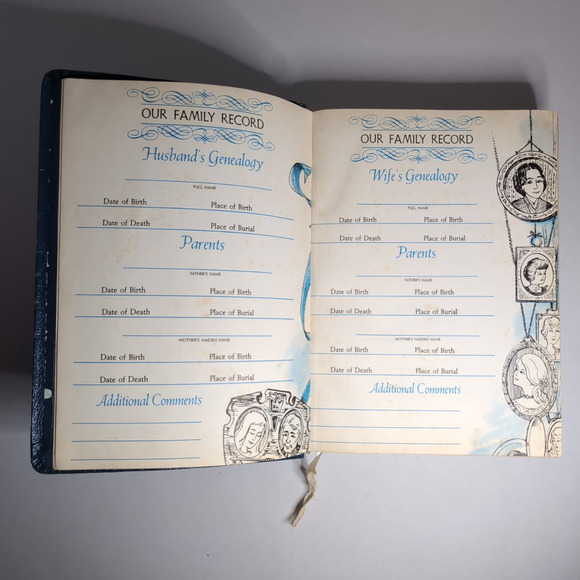 OUR FAMILY RECORD
Husband's Genealogy
FULL NAME
Date of Birth Place of Birth
Date of Death Place of Burial
Parents
FATHER'S NAME
Date of Birth Place of Birth
Date of Death Place of Burial
MOTHER'S MAIDEN NAME
Date of Birth Place of Birth
Date of Death Place of Burial
Additional Comments
OUR FAMILY RECORD
Wife's Genealogy
FULL NAME
Date of Birth Place of Birth
Date of Death Place of Burial
Parents
FATHER'S NAME
Date of Birth Place of Birth
Date of Death Place of Burial
MOTHER'S MAIDEN NAME
Date of Birth Place of Birth
Date of Death Place of Burial
Additional Comments